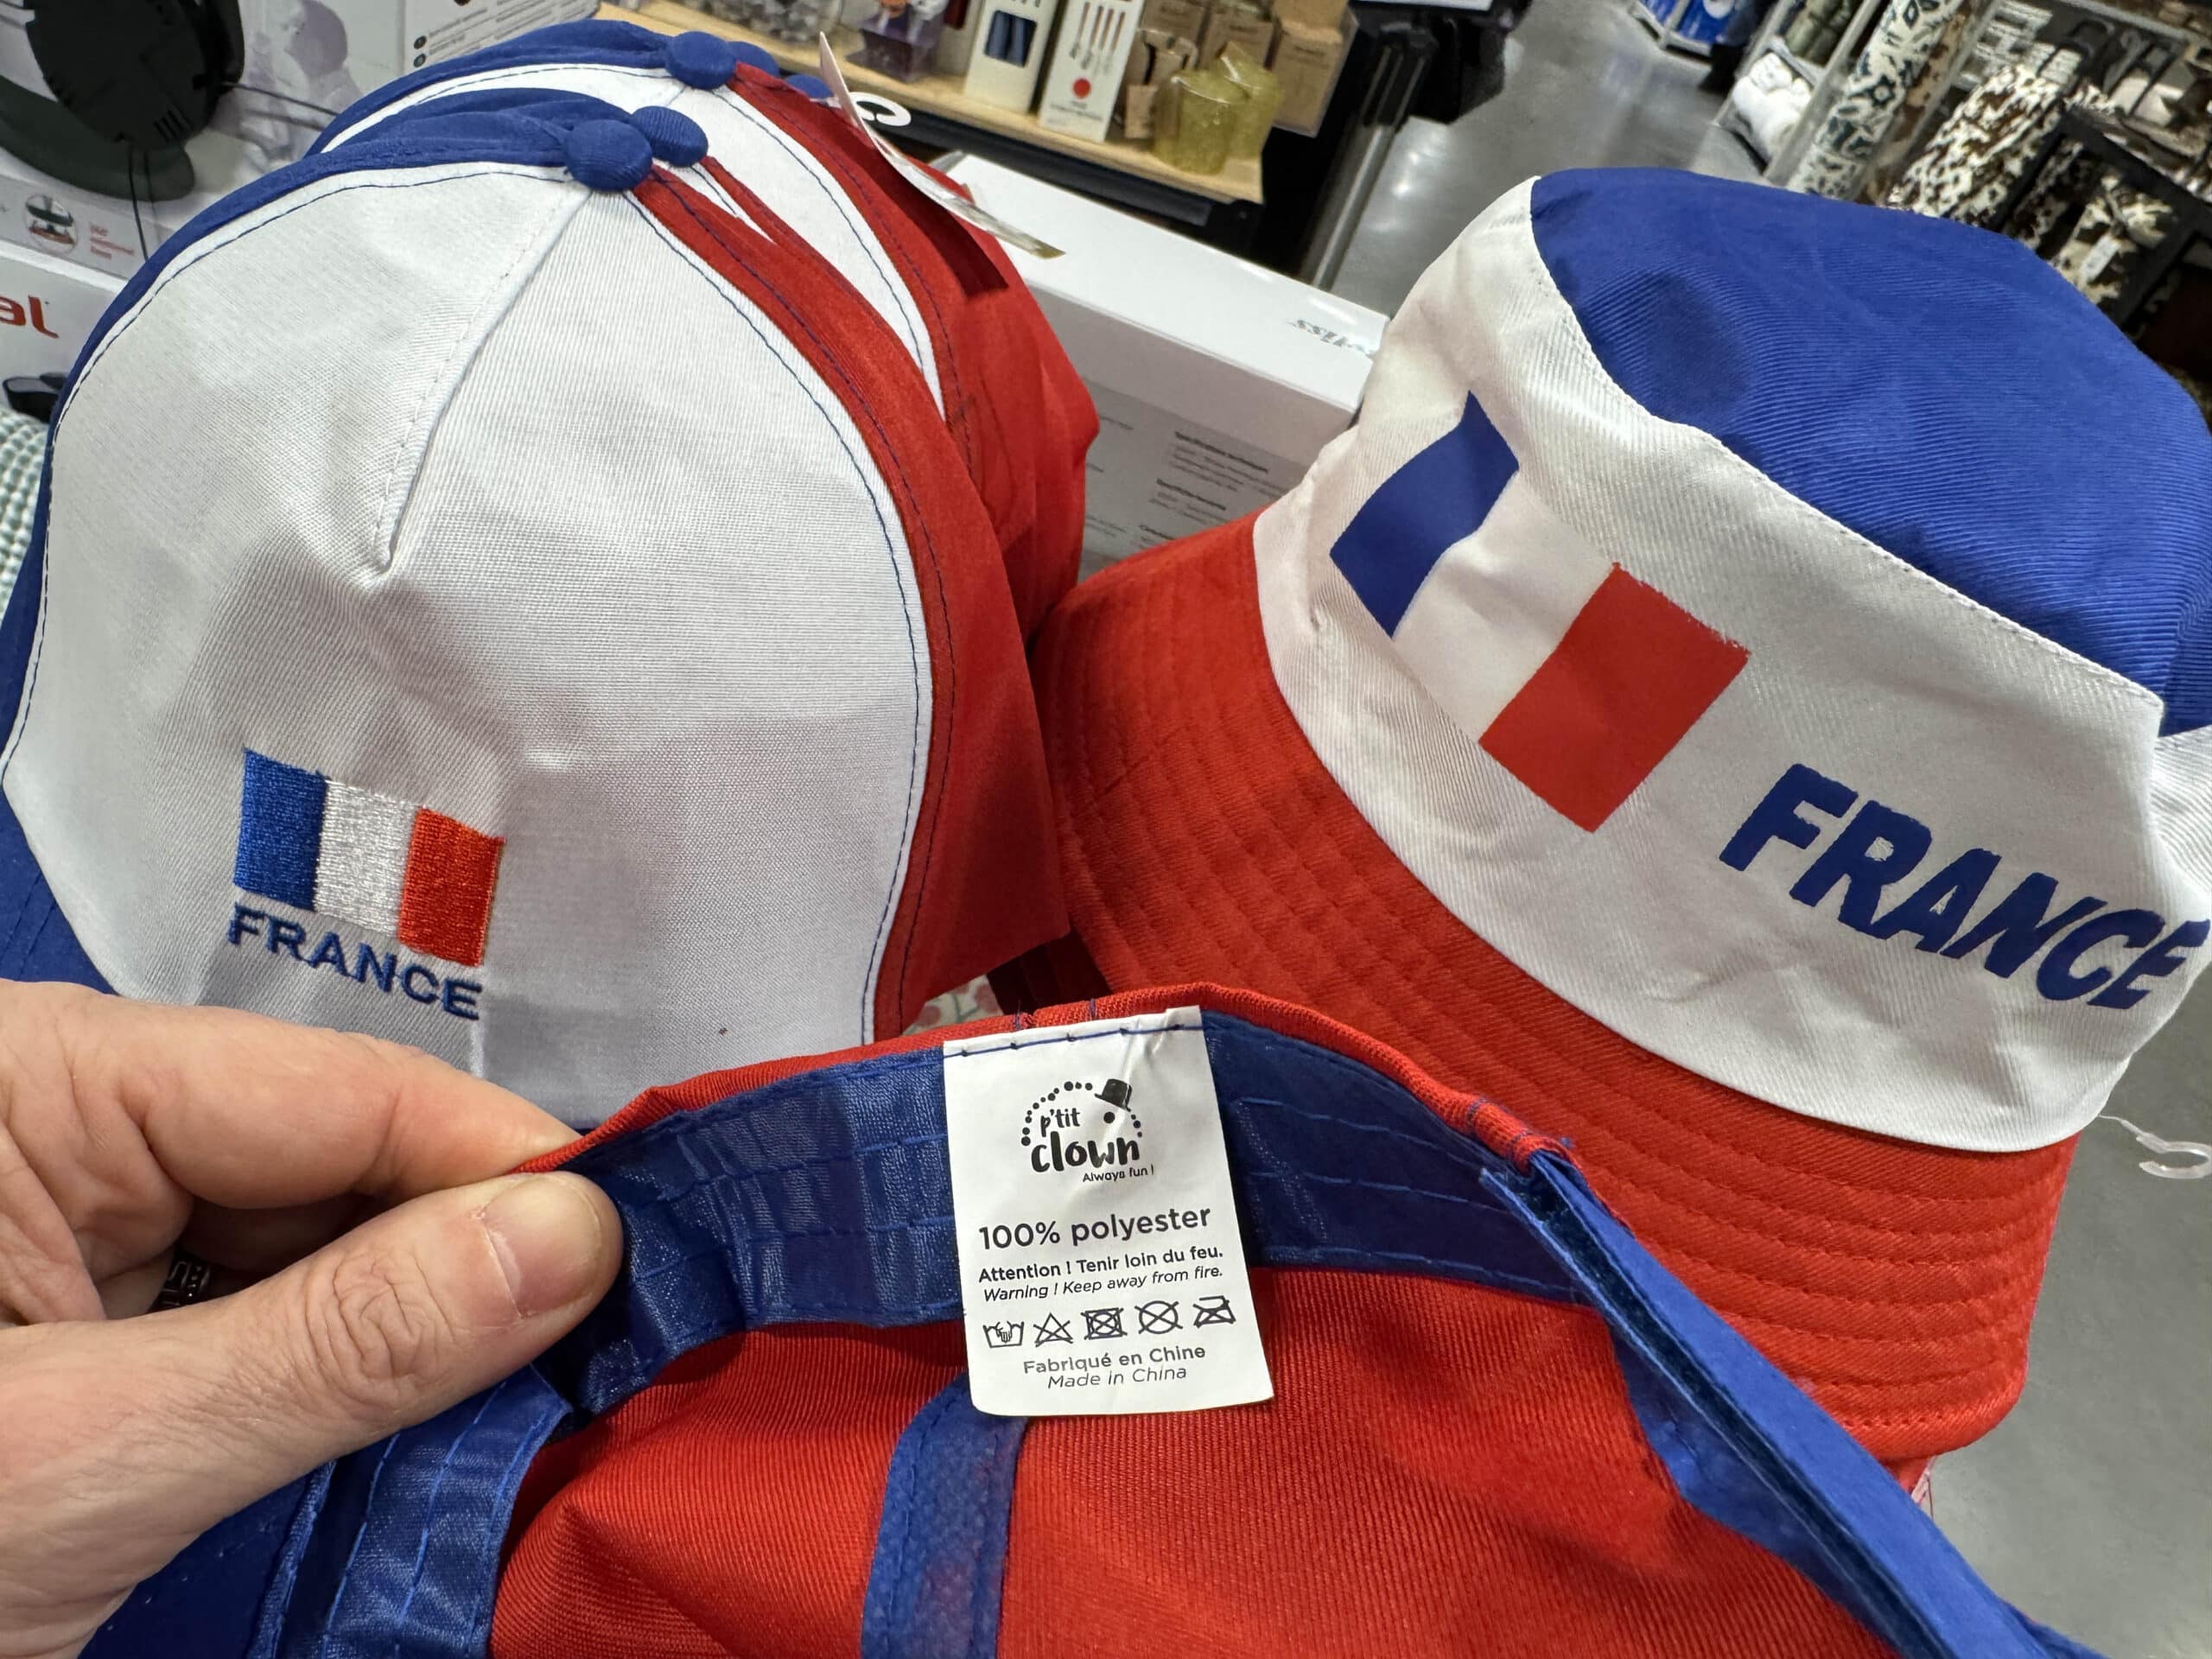 FRANCE
FRANCE
p'tit
clown
Always fun !
100% polyester
Attention ! Tenir loin du feu.
Warning ! Keep away from fire.
Fabriqué en Chine
Made in China